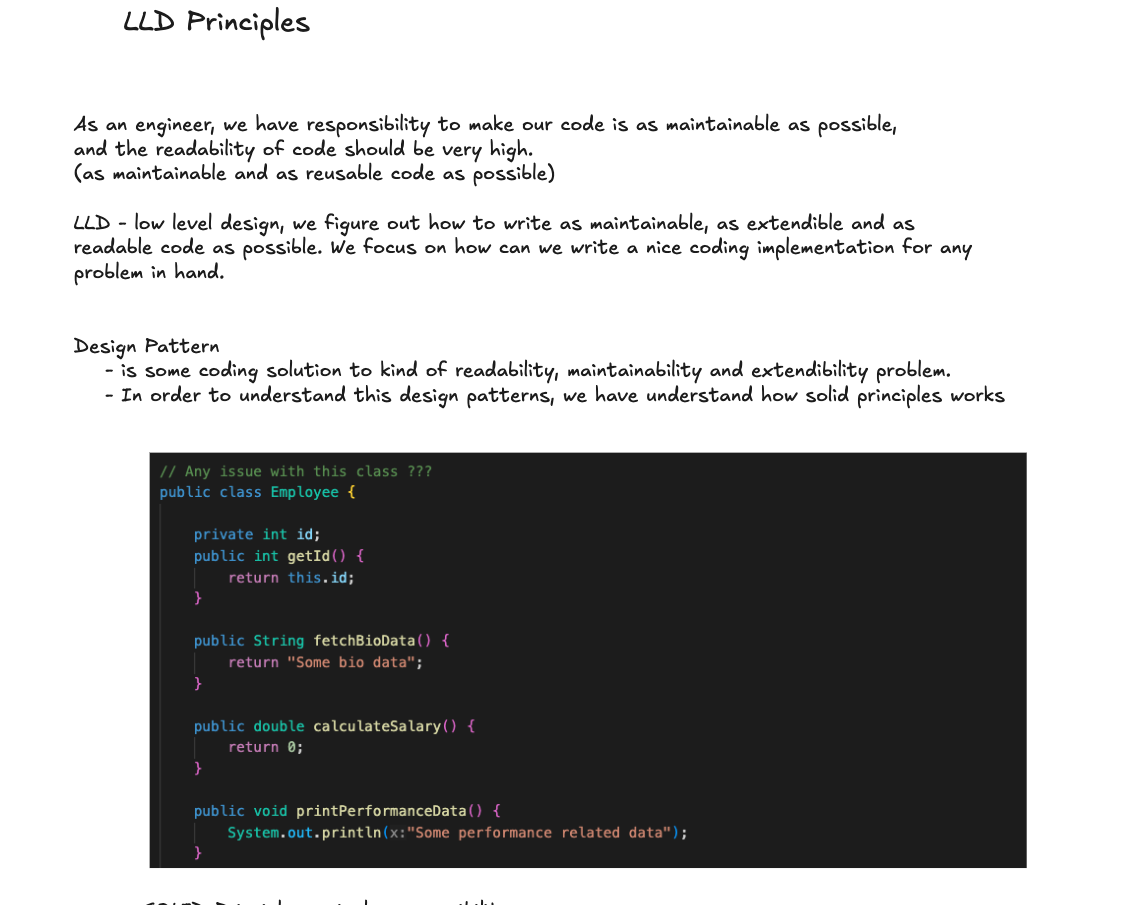 LLD Principles
As an engineer, we have responsibility to make our code is as maintainable as possible,
and the readability of code should be very high.
(as maintainable and as reusable code as possible)
LLD - low level design, we figure out how to write as maintainable, as extendible and as
readable code as possible. We focus on how can we write a nice coding implementation for any
problem in hand.
Design Pattern
- is some coding solution to kind of readability, maintainability and extendibility problem.
- In order to understand this design patterns, we have understand how solid principles works
// Any issue with this class ???
public class Employee {
private int id;
public int getId() {
return this.id;
}
public String fetchBioData() {
return "Some bio data";
}
public double calculateSalary() {
return 0;
}
public void printPerformanceData() {
System.out.println(x:"Some performance related data");
}